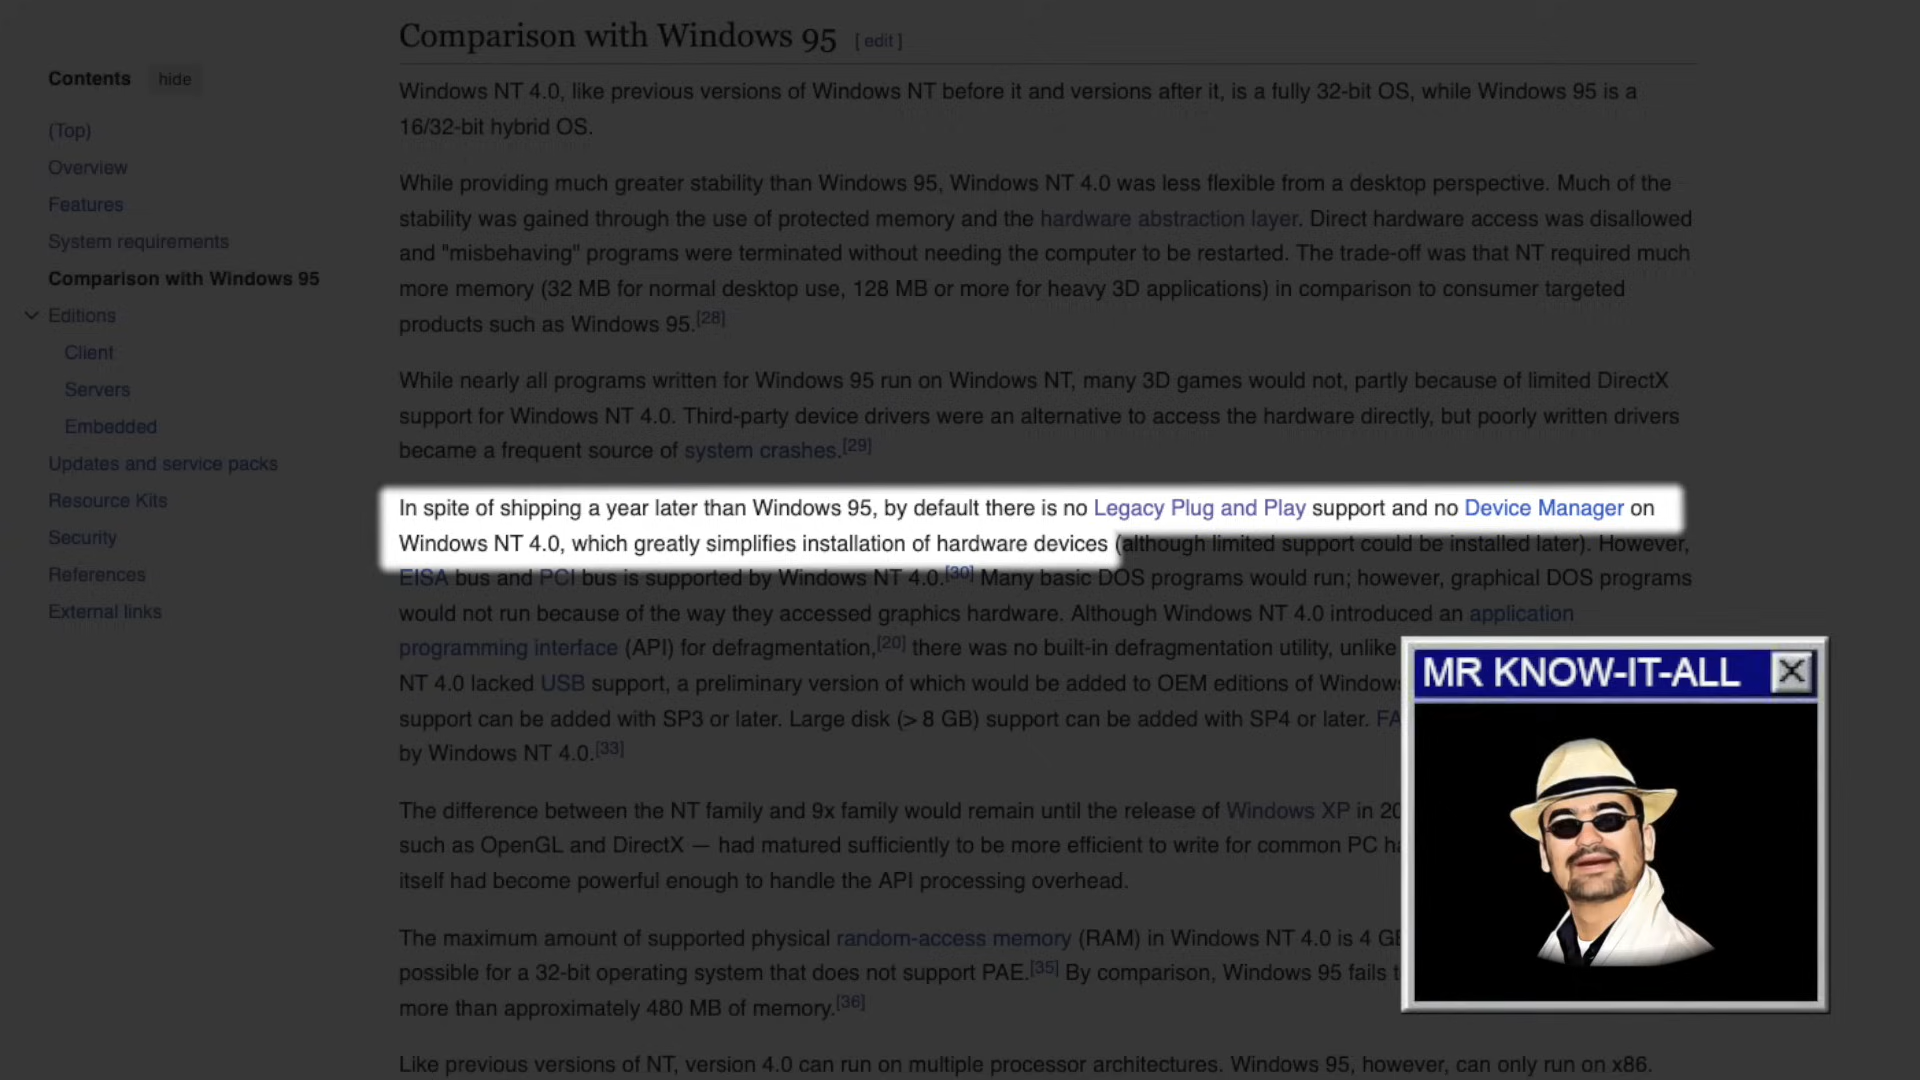 Comparison with Windows 95 [ edit ]
Contents hide
(Top)
Overview
Features
System requirements
Comparison with Windows 95
Editions
Client
Servers
Embedded
Updates and service packs
Resource Kits
Security
References
External links
Windows NT 4.0, like previous versions of Windows NT before it and versions after it, is a fully 32-bit OS, while Windows 95 is a
16/32-bit hybrid OS.
While providing much greater stability than Windows 95, Windows NT 4.0 was less flexible from a desktop perspective. Much of the
stability was gained through the use of protected memory and the hardware abstraction layer. Direct hardware access was disallowed
and "misbehaving" programs were terminated without needing the computer to be restarted. The trade-off was that NT required much
more memory (32 MB for normal desktop use, 128 MB or more for heavy 3D applications) in comparison to consumer targeted
products such as Windows 95.[28]
While nearly all programs written for Windows 95 run on Windows NT, many 3D games would not, partly because of limited DirectX
support for Windows NT 4.0. Third-party device drivers were an alternative to access the hardware directly, but poorly written drivers
became a frequent source of system crashes.[29]
In spite of shipping a year later than Windows 95, by default there is no Legacy Plug and Play support and no Device Manager on
Windows NT 4.0, which greatly simplifies installation of hardware devices (although limited support could be installed later). However,
EISA bus and PCI bus is supported by Windows NT 4.0.[30] Many basic DOS programs would run; however, graphical DOS programs
would not run because of the way they accessed graphics hardware. Although Windows NT 4.0 introduced an application
programming interface (API) for defragmentation,[20] there was no built-in defragmentation utility, unlike
NT 4.0 lacked USB support, a preliminary version of which would be added to OEM editions of Windows
support can be added with SP3 or later. Large disk (> 8 GB) support can be added with SP4 or later. FA
by Windows NT 4.0.[33]
The difference between the NT family and 9x family would remain until the release of Windows XP in 20
such as OpenGL and DirectX — had matured sufficiently to be more efficient to write for common PC ha
itself had become powerful enough to handle the API processing overhead.
The maximum amount of supported physical random-access memory (RAM) in Windows NT 4.0 is 4 GB
possible for a 32-bit operating system that does not support PAE.[35] By comparison, Windows 95 fails t
more than approximately 480 MB of memory.[36]
Like previous versions of NT, version 4.0 can run on multiple processor architectures. Windows 95, however, can only run on x86.
MR KNOW-IT-ALL